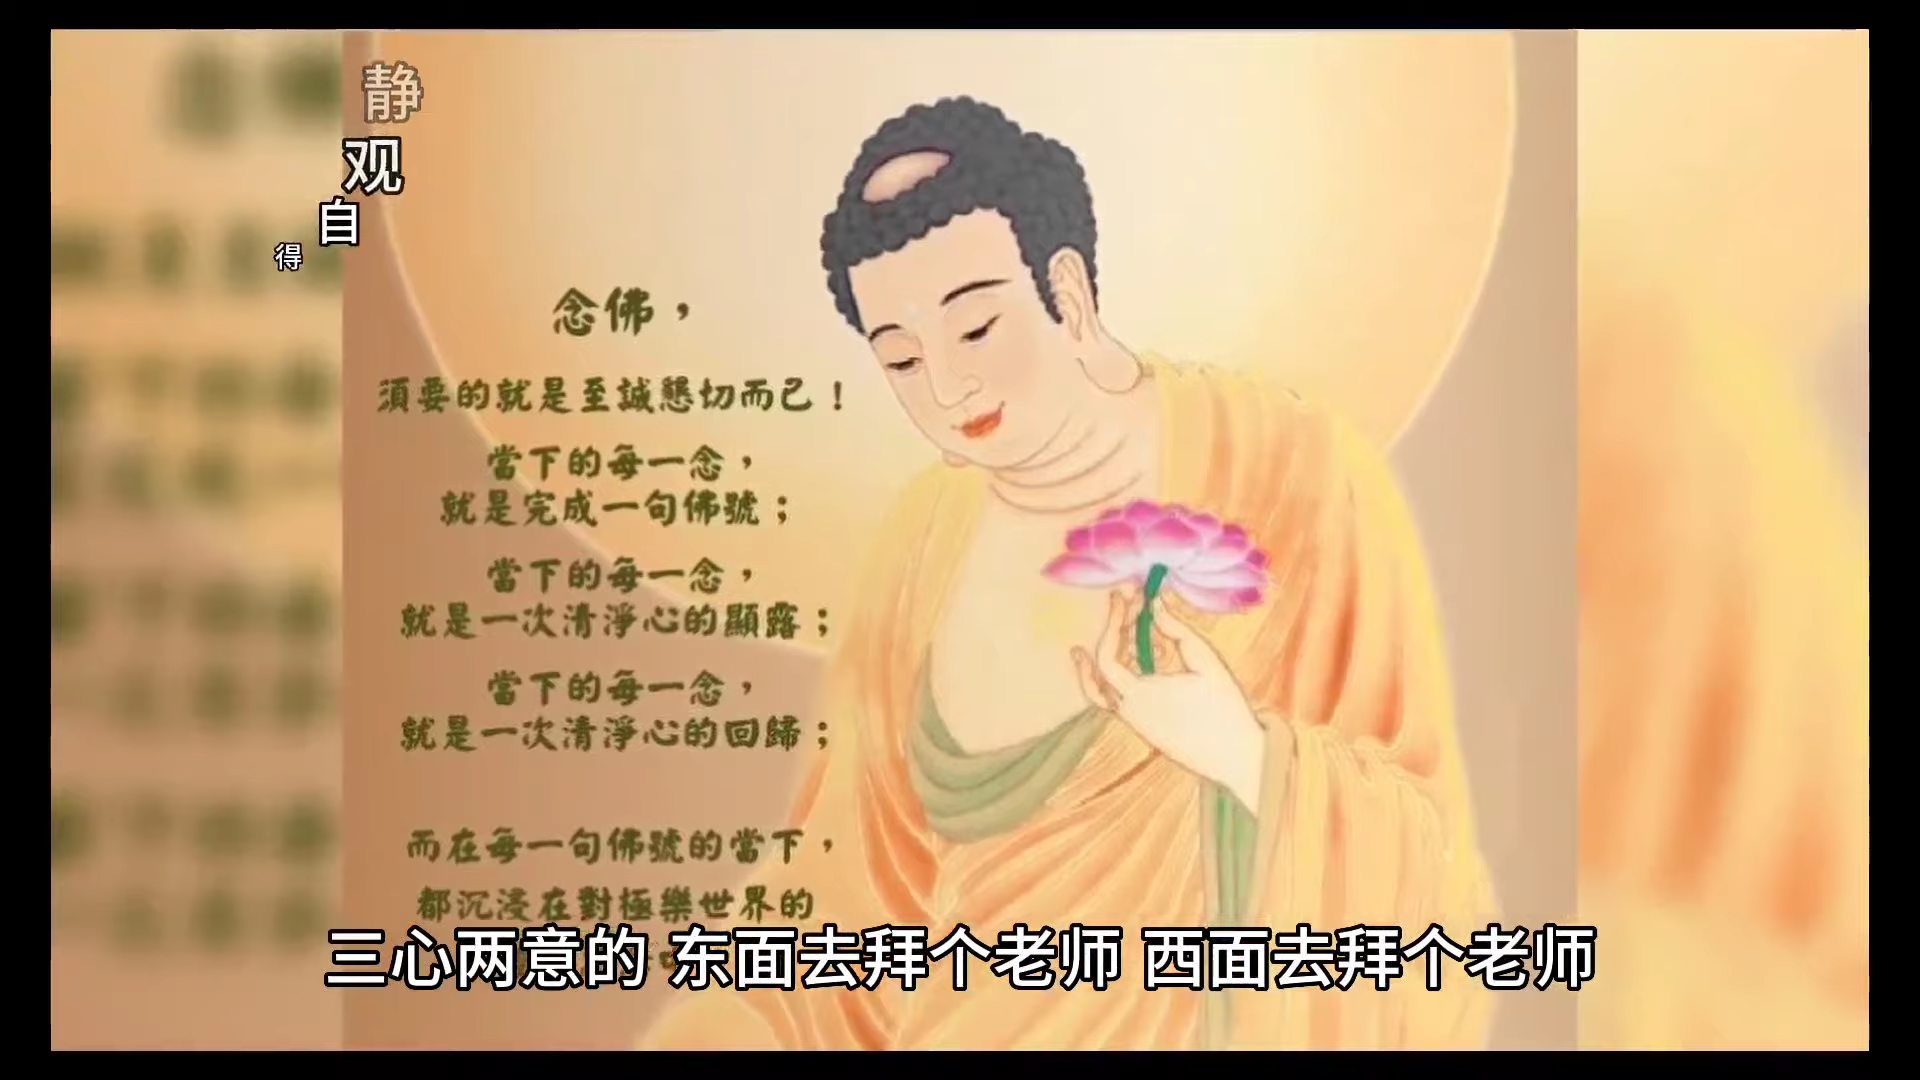 静观自得
念佛，
須要的就是至誠懇切而已！
當下的每一念，
就是完成一句佛號；
當下的每一念，
就是一次清淨心的顯露；
當下的每一念，
就是一次清淨心的回歸；
而在每一句佛號的當下，
都沉浸在對極樂世界的
三心两意的 东面去拜个老师 西面去拜个老师